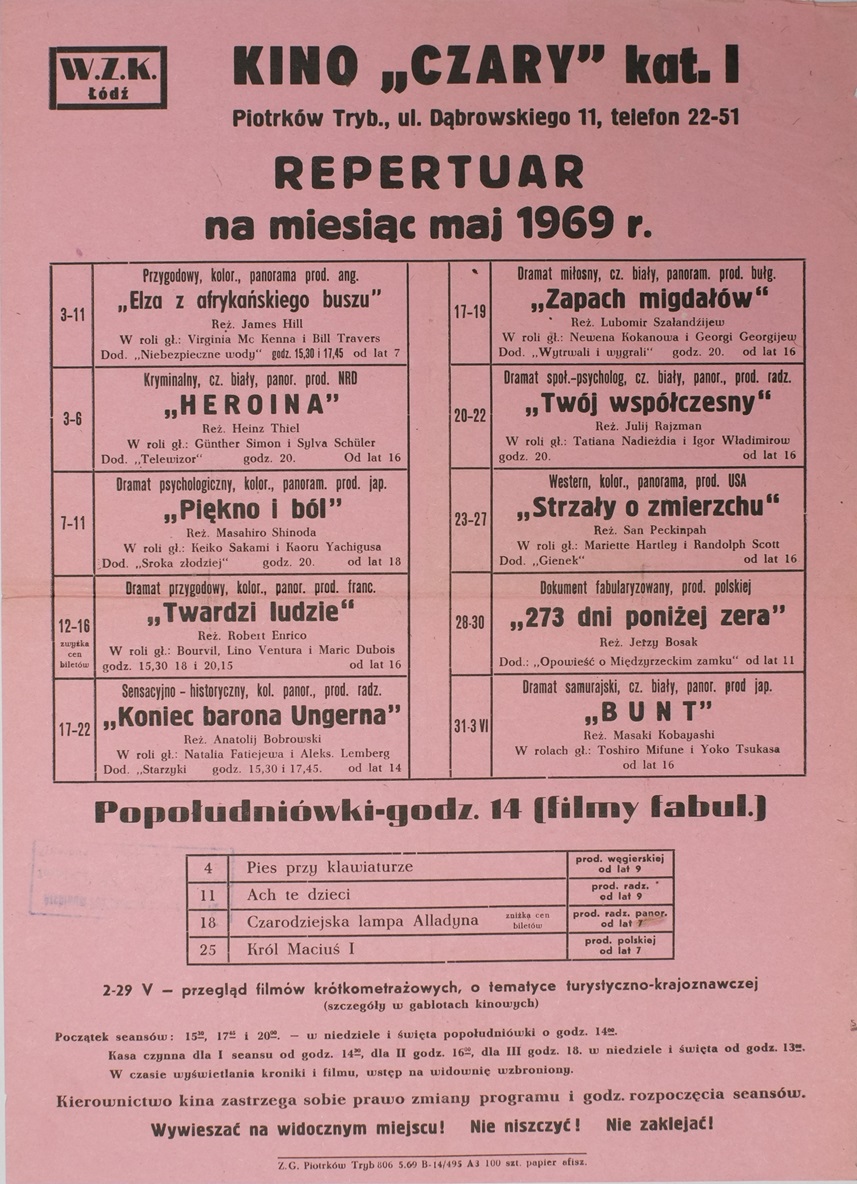 W.Z.K.
Łódź
KINO „CZARY” kat. I
Piotrków Tryb., ul. Dąbrowskiego 11, telefon 22-51
REPERTUAR
na miesiąc maj 1969 r.
3-11
Przygodowy, kolor., panorama prod. ang.
„Elza z afrykańskiego buszu”
Reż. James Hill
W roli gł.: Virginia Mc Kenna i Bill Travers
Dod. „Niebezpieczne wody” godz. 15,30 i 17,45 od lat 7
3-6
Kryminalny, cz. biały, panor. prod. NRD
„HEROINA”
Reż. Heinz Thiel
W roli gł.: Günther Simon i Sylva Schüler
Dod. „Telewizor” godz. 20. Od lat 16
7-11
Dramat psychologiczny, kolor., panoram. prod. jap.
„Piękno i ból”
Reż. Masahiro Shinoda
W roli gł.: Keiko Sakami i Kaoru Yachigusa
Dod. „Sroka złodziej” godz. 20. od lat 18
12-16
zwyżka
cen
biletów
Dramat przygodowy, kolor., panor. prod. franc.
„Twardzi ludzie“
Reż. Robert Enrico
W roli gł.: Bourvil, Lino Ventura i Maric Dubois
godz. 15,30 18 i 20,15 od lat 16
17-22
Sensacyjno - historyczny, kol. panor., prod. radz.
„Koniec barona Ungerna”
Reż. Anatolij Bobrowski
W roli gł.: Natalia Fatiejewa i Aleks. Lemberg
Dod. „Starzyki godz. 15,30 i 17,45. od lat 14
17-19
Dramat miłosny, cz. biały, panoram. prod. bułg.
„Zapach migdałów“
Reż. Lubomir Szalandżijew
W roli gł.: Newena Kokanowa i Georgi Georgijew
Dod. „Wytrwali i wygrali” godz. 20. od lat 16
20-22
Dramat społ.-psycholog, cz. biały, panor., prod. radz.
„Twój współczesny“
Reż. Julij Rajzman
W roli gł.: Tatiana Nadieżdia i Igor Władimirow
godz. 20. od lat 16
23-27
Western, kolor., panorama, prod. USA
„Strzały o zmierzchu“
Reż. San Peckinpah
W roli gł.: Mariette Hartley i Randolph Scott
Dod. „Gienek” od lat 16
28-30
Dokument fabularyzowany, prod. polskiej
„273 dni poniżej zera”
Reż. Jerzy Bosak
Dod.: „Opowieść o Międzyrzeckim zamku” od lat 11
31-3 VI
Dramat samurajski, cz. biały, panor. prod jap.
„BUNT”
Reż. Masaki Kobayashi
W rolach gł.: Toshiro Mifune i Yoko Tsukasa
od lat 16
Popołudniówki-godz. 14 (filmy fabul.)
4 Pies przy klawiaturze prod. węgierskiej
od lat 9
11 Ach te dzieci prod. radz.
od lat 9
18 Czarodziejska lampa Alladyna zniżka cen
biletów
prod. radz. panor.
od lat 7
25 Król Maciuś I prod. polskiej
od lat 7
2-29 V — przegląd filmów krótkometrażowych, o tematyce turystyczno-krajoznawczej
(szczegóły w gablotach kinowych)
Początek seansów: 15³⁰, 17⁴⁵ i 20⁰⁰. — w niedziele i święta popołudniówki o godz. 14⁰⁰.
Kasa czynna dla I seansu od godz. 14³⁰, dla II godz. 16⁰⁰, dla III godz. 18. w niedziele i święta od godz. 13⁰⁰.
W czasie wyświetlania kroniki i filmu, wstęp na widownię wzbroniony.
Kierownictwo kina zastrzega sobie prawo zmiany programu i godz. rozpoczęcia seansów.
Wywieszać na widocznym miejscu! Nie niszczyć! Nie zaklejać!
Z.G. Piotrków Tryb 806 5.69 B-14/495 A3 100 szt. papier afisz.